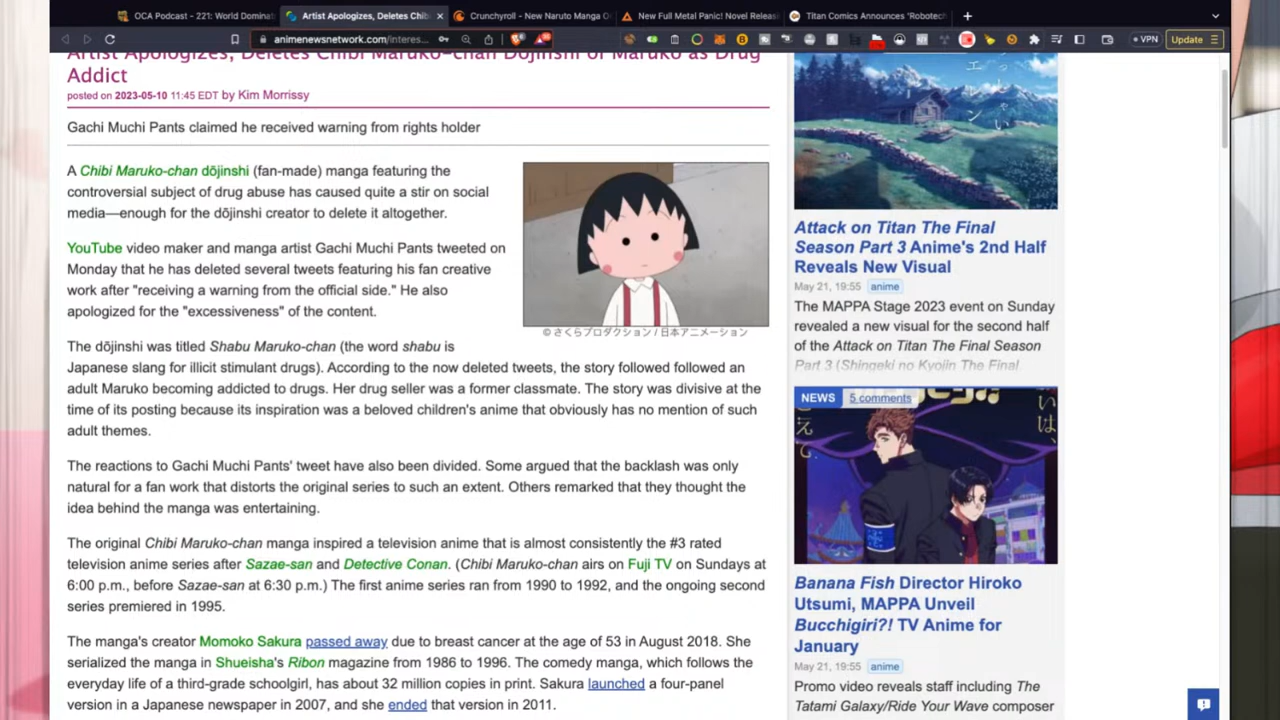 OCA Podcast - 221: World Dominat
Artist Apologizes, Deletes Chib
Crunchyroll - New Naruto Manga O
New Full Metal Panic! Novel Releas
Titan Comics Announces 'Robotec
animenewsnetwork.com/interes...
VPN
Update
Artist Apologizes, Deletes Chibi Maruko-chan Dōjinshi of Maruko as Drug
Addict
posted on 2023-05-10 11:45 EDT by Kim Morrissy
Gachi Muchi Pants claimed he received warning from rights holder
A Chibi Maruko-chan dōjinshi (fan-made) manga featuring the
controversial subject of drug abuse has caused quite a stir on social
media—enough for the dōjinshi creator to delete it altogether.
YouTube video maker and manga artist Gachi Muchi Pants tweeted on
Monday that he has deleted several tweets featuring his fan creative
work after "receiving a warning from the official side." He also
apologized for the "excessiveness" of the content.
© さくらプロダクション / 日本アニメーション
The dōjinshi was titled Shabu Maruko-chan (the word shabu is
Japanese slang for illicit stimulant drugs). According to the now deleted tweets, the story followed followed an
adult Maruko becoming addicted to drugs. Her drug seller was a former classmate. The story was divisive at the
time of its posting because its inspiration was a beloved children's anime that obviously has no mention of such
adult themes.
The reactions to Gachi Muchi Pants' tweet have also been divided. Some argued that the backlash was only
natural for a fan work that distorts the original series to such an extent. Others remarked that they thought the
idea behind the manga was entertaining.
The original Chibi Maruko-chan manga inspired a television anime that is almost consistently the #3 rated
television anime series after Sazae-san and Detective Conan. (Chibi Maruko-chan airs on Fuji TV on Sundays at
6:00 p.m., before Sazae-san at 6:30 p.m.) The first anime series ran from 1990 to 1992, and the ongoing second
series premiered in 1995.
The manga's creator Momoko Sakura passed away due to breast cancer at the age of 53 in August 2018. She
serialized the manga in Shueisha's Ribon magazine from 1986 to 1996. The comedy manga, which follows the
everyday life of a third-grade schoolgirl, has about 32 million copies in print. Sakura launched a four-panel
version in a Japanese newspaper in 2007, and she ended that version in 2011.
Attack on Titan The Final
Season Part 3 Anime's 2nd Half
Reveals New Visual
May 21, 19:55 anime
The MAPPA Stage 2023 event on Sunday
revealed a new visual for the second half
of the Attack on Titan The Final Season
Part 3 (Shingeki no Kyojin The Final
NEWS 5 comments
Banana Fish Director Hiroko
Utsumi, MAPPA Unveil
Bucchigiri?! TV Anime for
January
May 21, 19:55 anime
Promo video reveals staff including The
Tatami Galaxy/Ride Your Wave composer